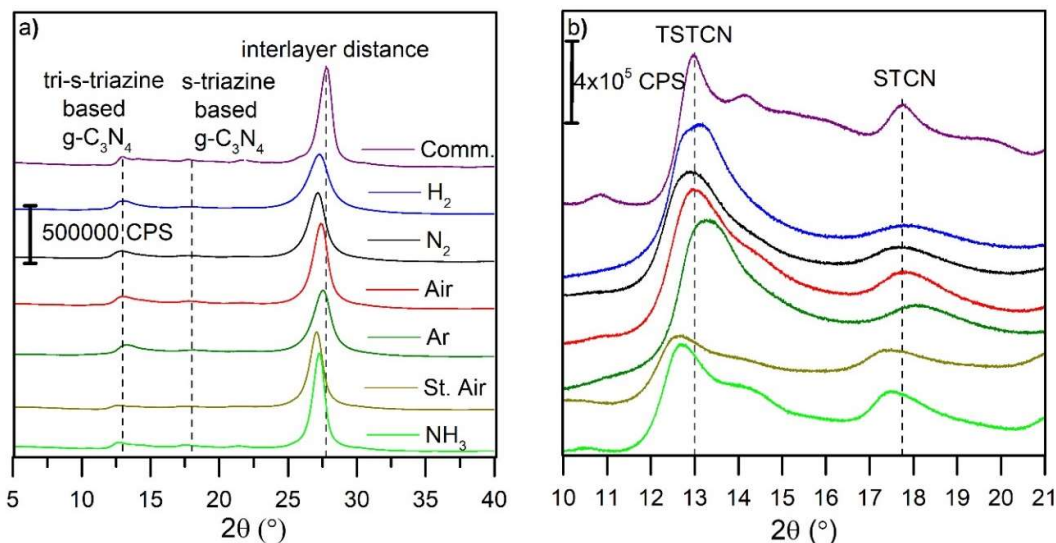 a)
interlayer distance
tri-s-triazine
based
g-C₃N₄
s-triazine
based
g-C₃N₄
Comm.
H₂
500000 CPS
N₂
Air
Ar
St. Air
NH₃
5 10 15 20 25 30 35 40
2θ (°)
b)
TSTCN
4x10⁵ CPS
STCN
10 11 12 13 14 15 16 17 18 19 20 21
2θ (°)